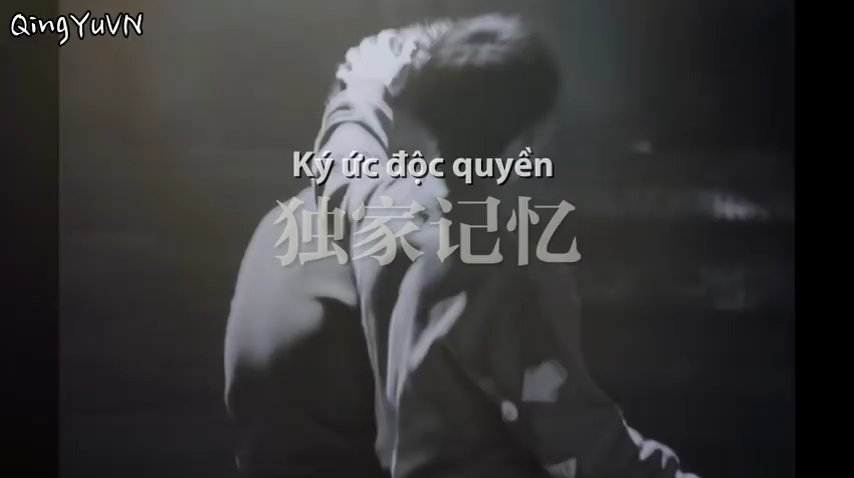 QingYuVN
Ký ức độc quyền
独家记忆